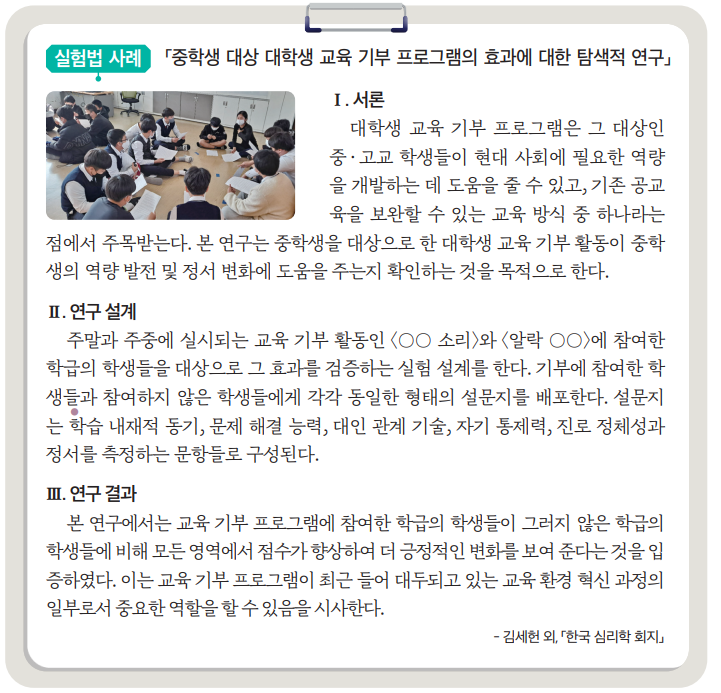 실험법 사례 「중학생 대상 대학생 교육 기부 프로그램의 효과에 대한 탐색적 연구」
Ⅰ. 서론
대학생 교육 기부 프로그램은 그 대상인
중·고교 학생들이 현대 사회에 필요한 역량
을 개발하는 데 도움을 줄 수 있고, 기존 공교
육을 보완할 수 있는 교육 방식 중 하나라는
점에서 주목받는다. 본 연구는 중학생을 대상으로 한 대학생 교육 기부 활동이 중학
생의 역량 발전 및 정서 변화에 도움을 주는지 확인하는 것을 목적으로 한다.
Ⅱ. 연구 설계
주말과 주중에 실시되는 교육 기부 활동인 〈○○ 소리〉와 〈알락 ○○〉에 참여한
학급의 학생들을 대상으로 그 효과를 검증하는 실험 설계를 한다. 기부에 참여한 학
생들과 참여하지 않은 학생들에게 각각 동일한 형태의 설문지를 배포한다. 설문지
는 학습 내재적 동기, 문제 해결 능력, 대인 관계 기술, 자기 통제력, 진로 정체성과
정서를 측정하는 문항들로 구성된다.
Ⅲ. 연구 결과
본 연구에서는 교육 기부 프로그램에 참여한 학급의 학생들이 그러지 않은 학급의
학생들에 비해 모든 영역에서 점수가 향상하여 더 긍정적인 변화를 보여 준다는 것을 입
증하였다. 이는 교육 기부 프로그램이 최근 들어 대두되고 있는 교육 환경 혁신 과정의
일부로서 중요한 역할을 할 수 있음을 시사한다.
- 김세헌 외, 「한국 심리학 회지」